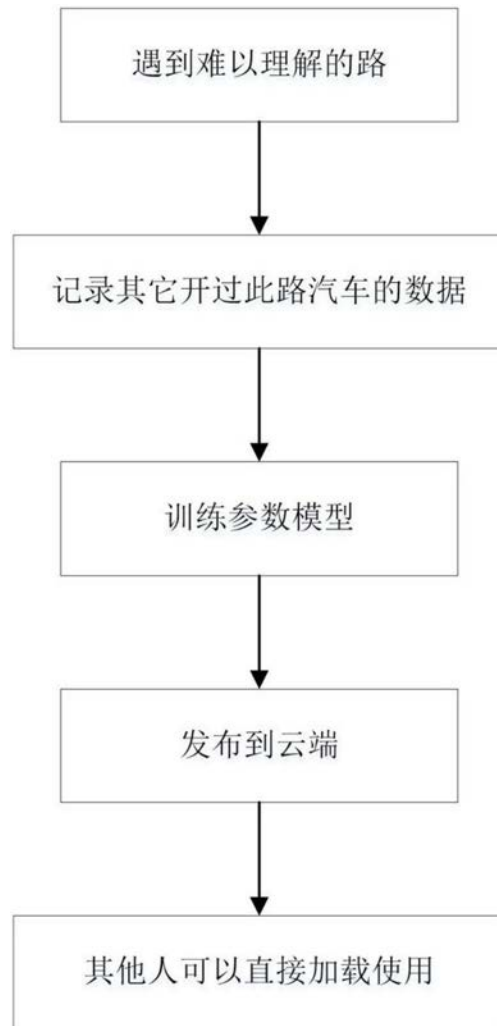 遇到难以理解的路
记录其它开过此路汽车的数据
训练参数模型
发布到云端
其他人可以直接加载使用